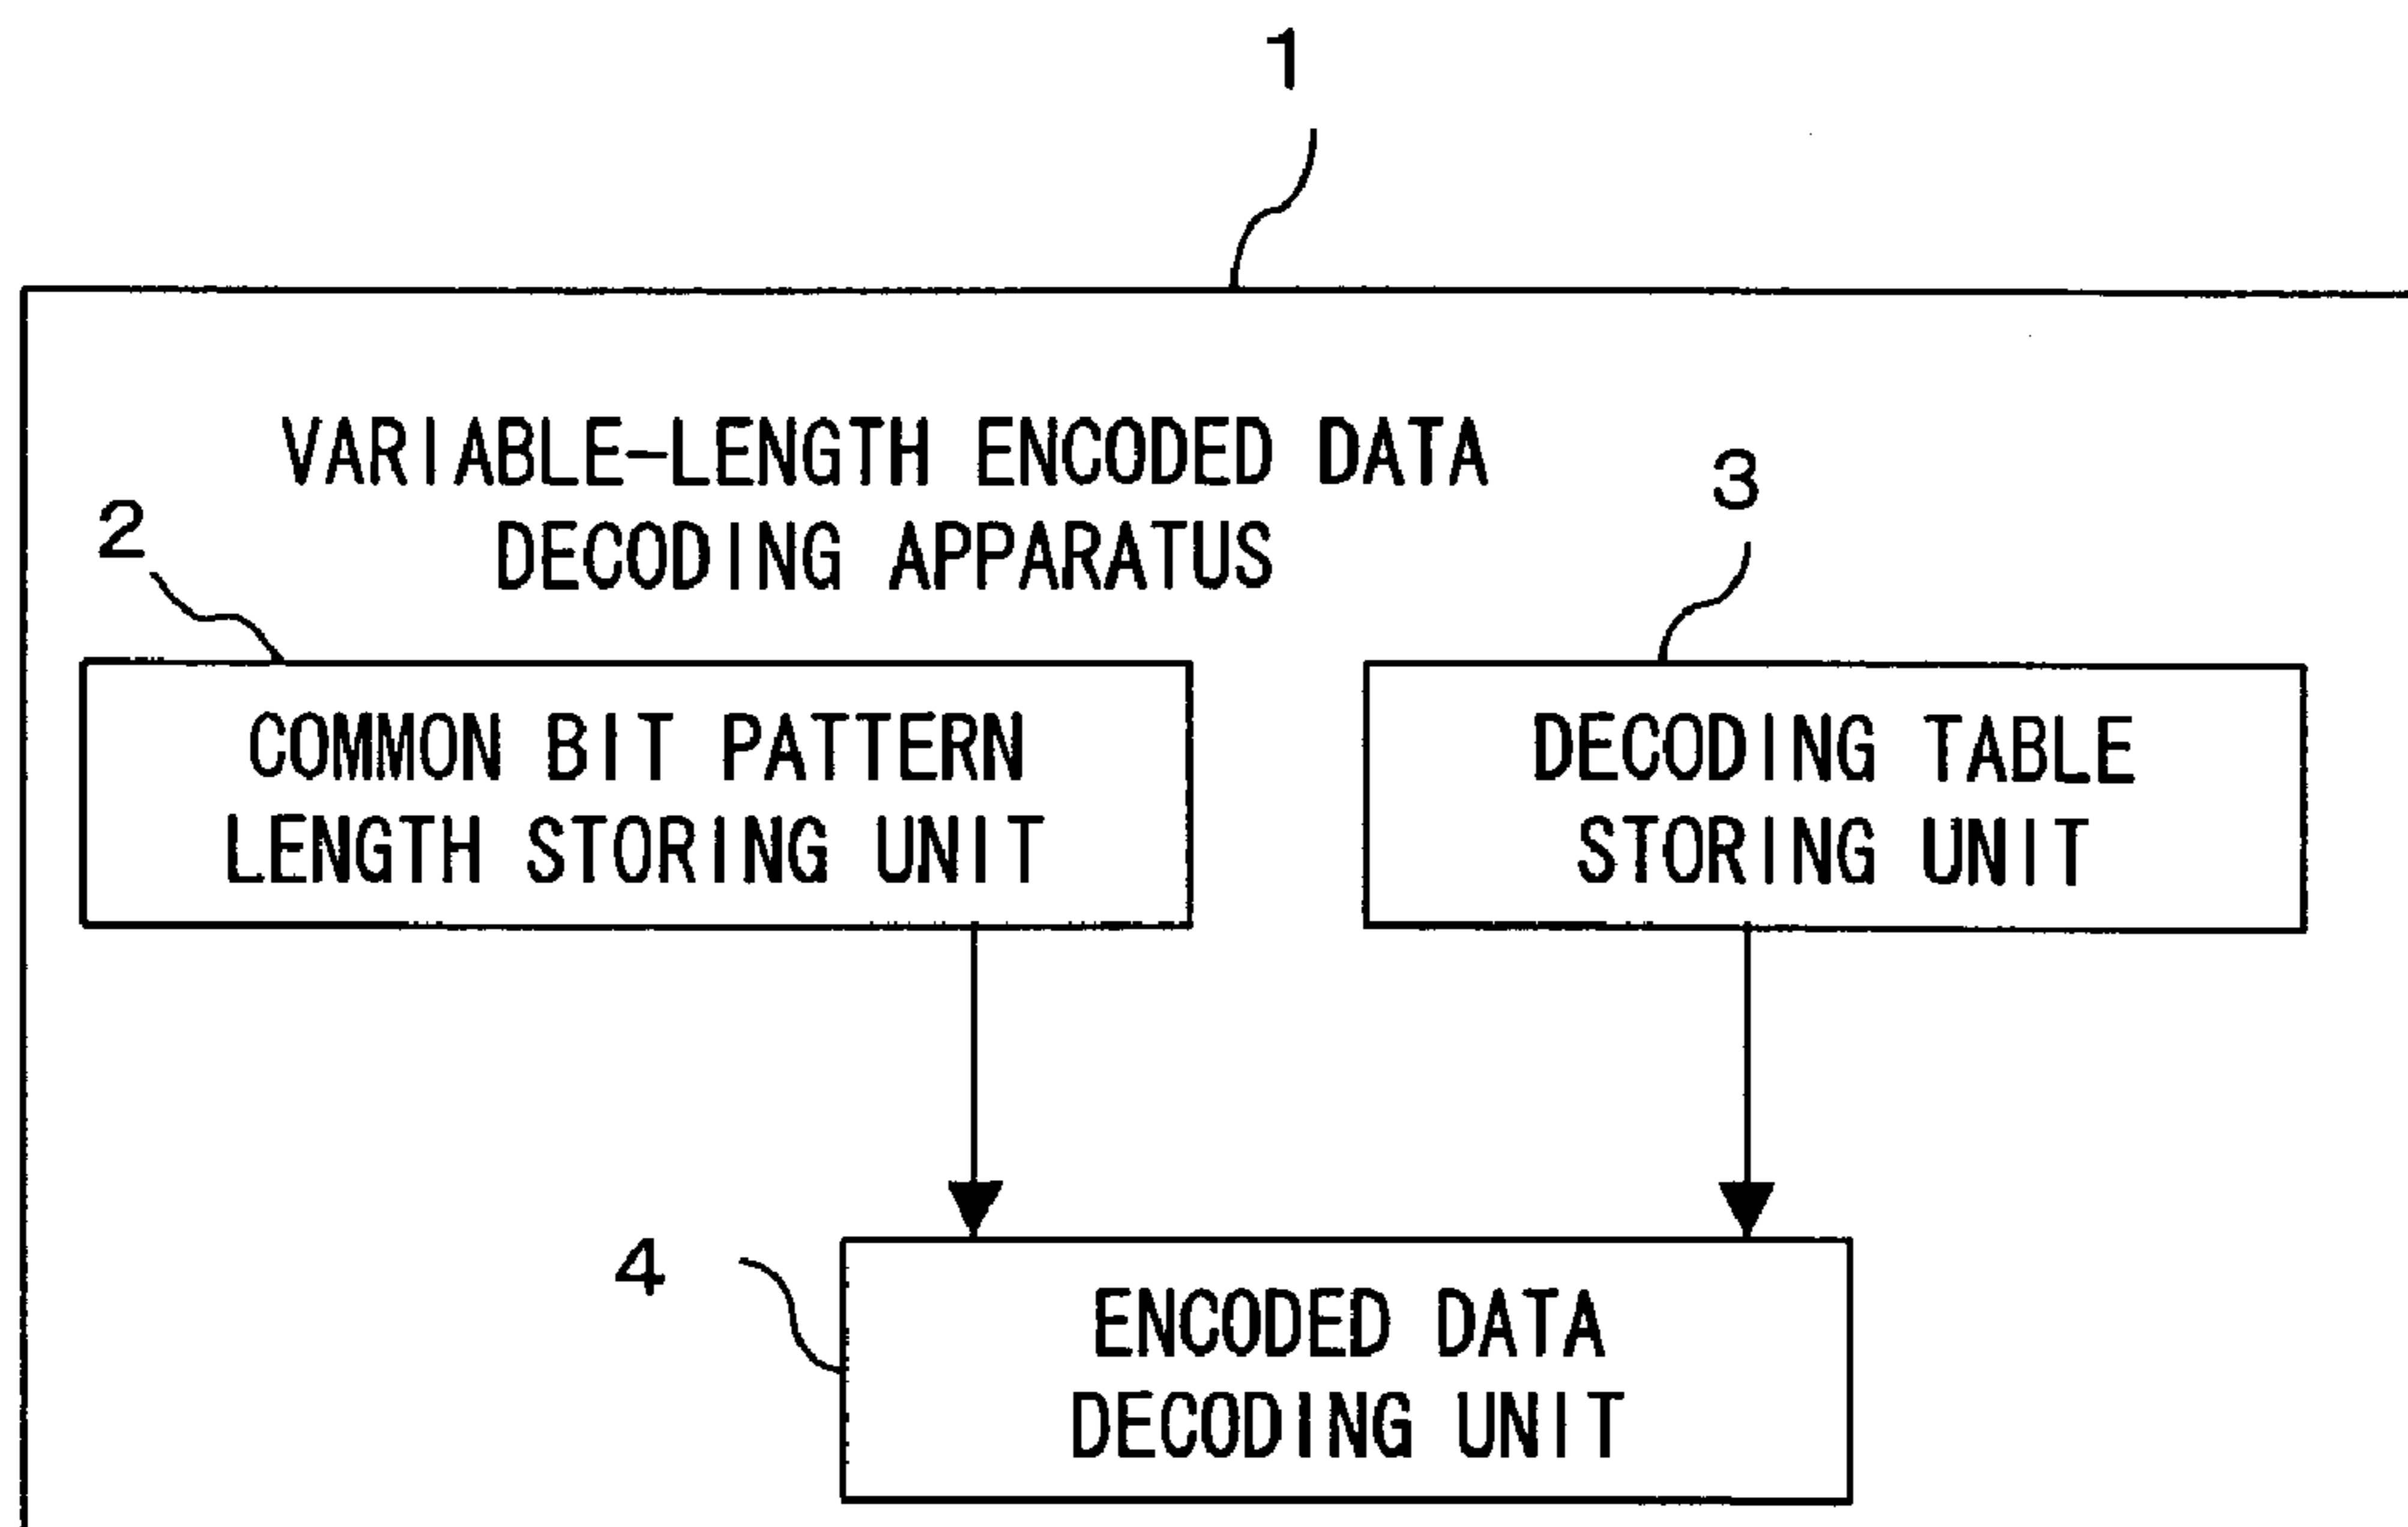 1
VARIABLE-LENGTH ENCODED DATA
DECODING APPARATUS
2
3
COMMON BIT PATTERN
LENGTH STORING UNIT
DECODING TABLE
STORING UNIT
4
ENCODED DATA
DECODING UNIT